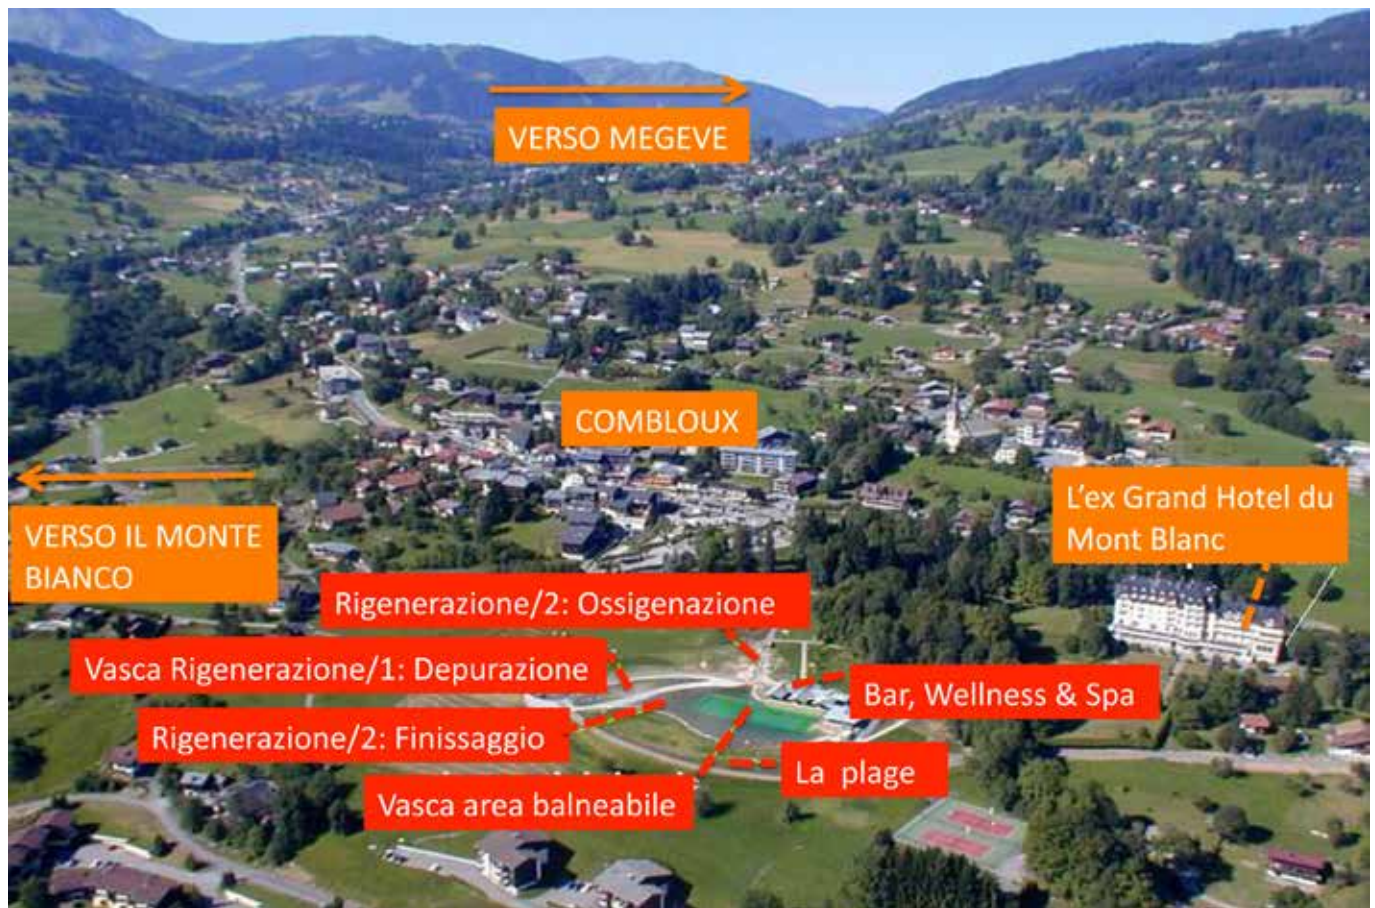 VERSO MEGEVE
COMBLOUX
L'ex Grand Hotel du
Mont Blanc
VERSO IL MONTE
BIANCO
Rigenerazione/2: Ossigenazione
Vasca Rigenerazione/1: Depurazione
Bar, Wellness & Spa
Rigenerazione/2: Finissaggio
La plage
Vasca area balneabile